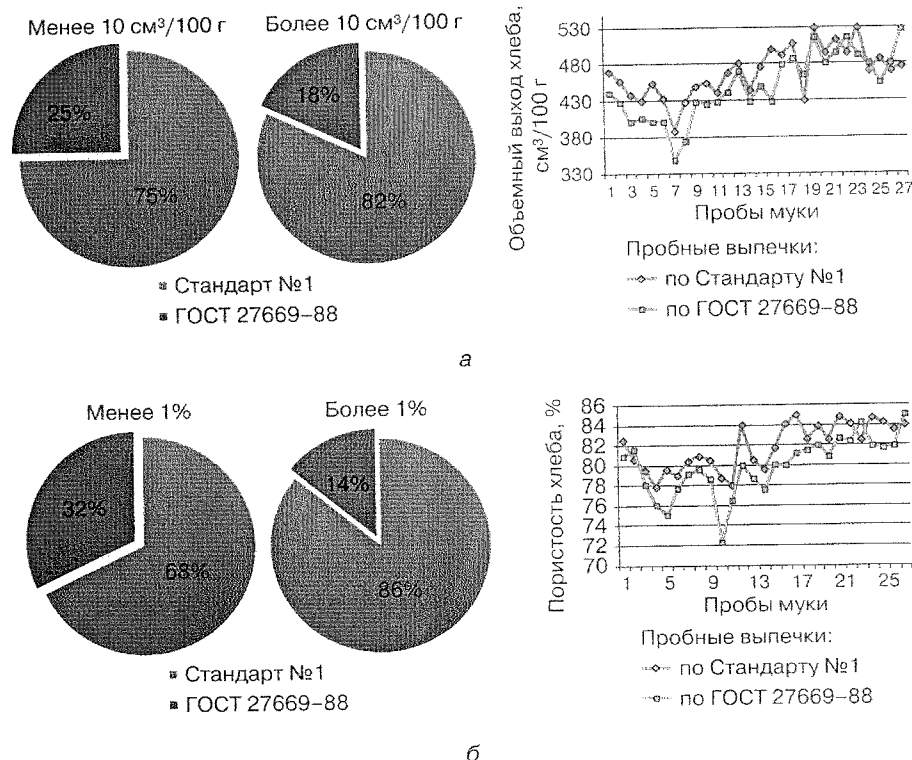 Менее 10 см³/100 г
Более 10 см³/100 г
25%
75%
18%
82%
Стандарт №1
ГОСТ 27669–88
Объемный выход хлеба,
см³/100 г
530
480
430
380
330
1 3 5 7 9 11 13 15 17 19 21 23 25 27
Пробы муки
Пробные выпечки:
по Стандарту №1
по ГОСТ 27669–88
а
Менее 1%
Более 1%
32%
68%
14%
86%
Стандарт №1
ГОСТ 27669–88
Пористость хлеба, %
86
84
82
80
78
76
74
72
70
1 5 9 13 17 21 25
Пробы муки
Пробные выпечки:
по Стандарту №1
по ГОСТ 27669–88
б